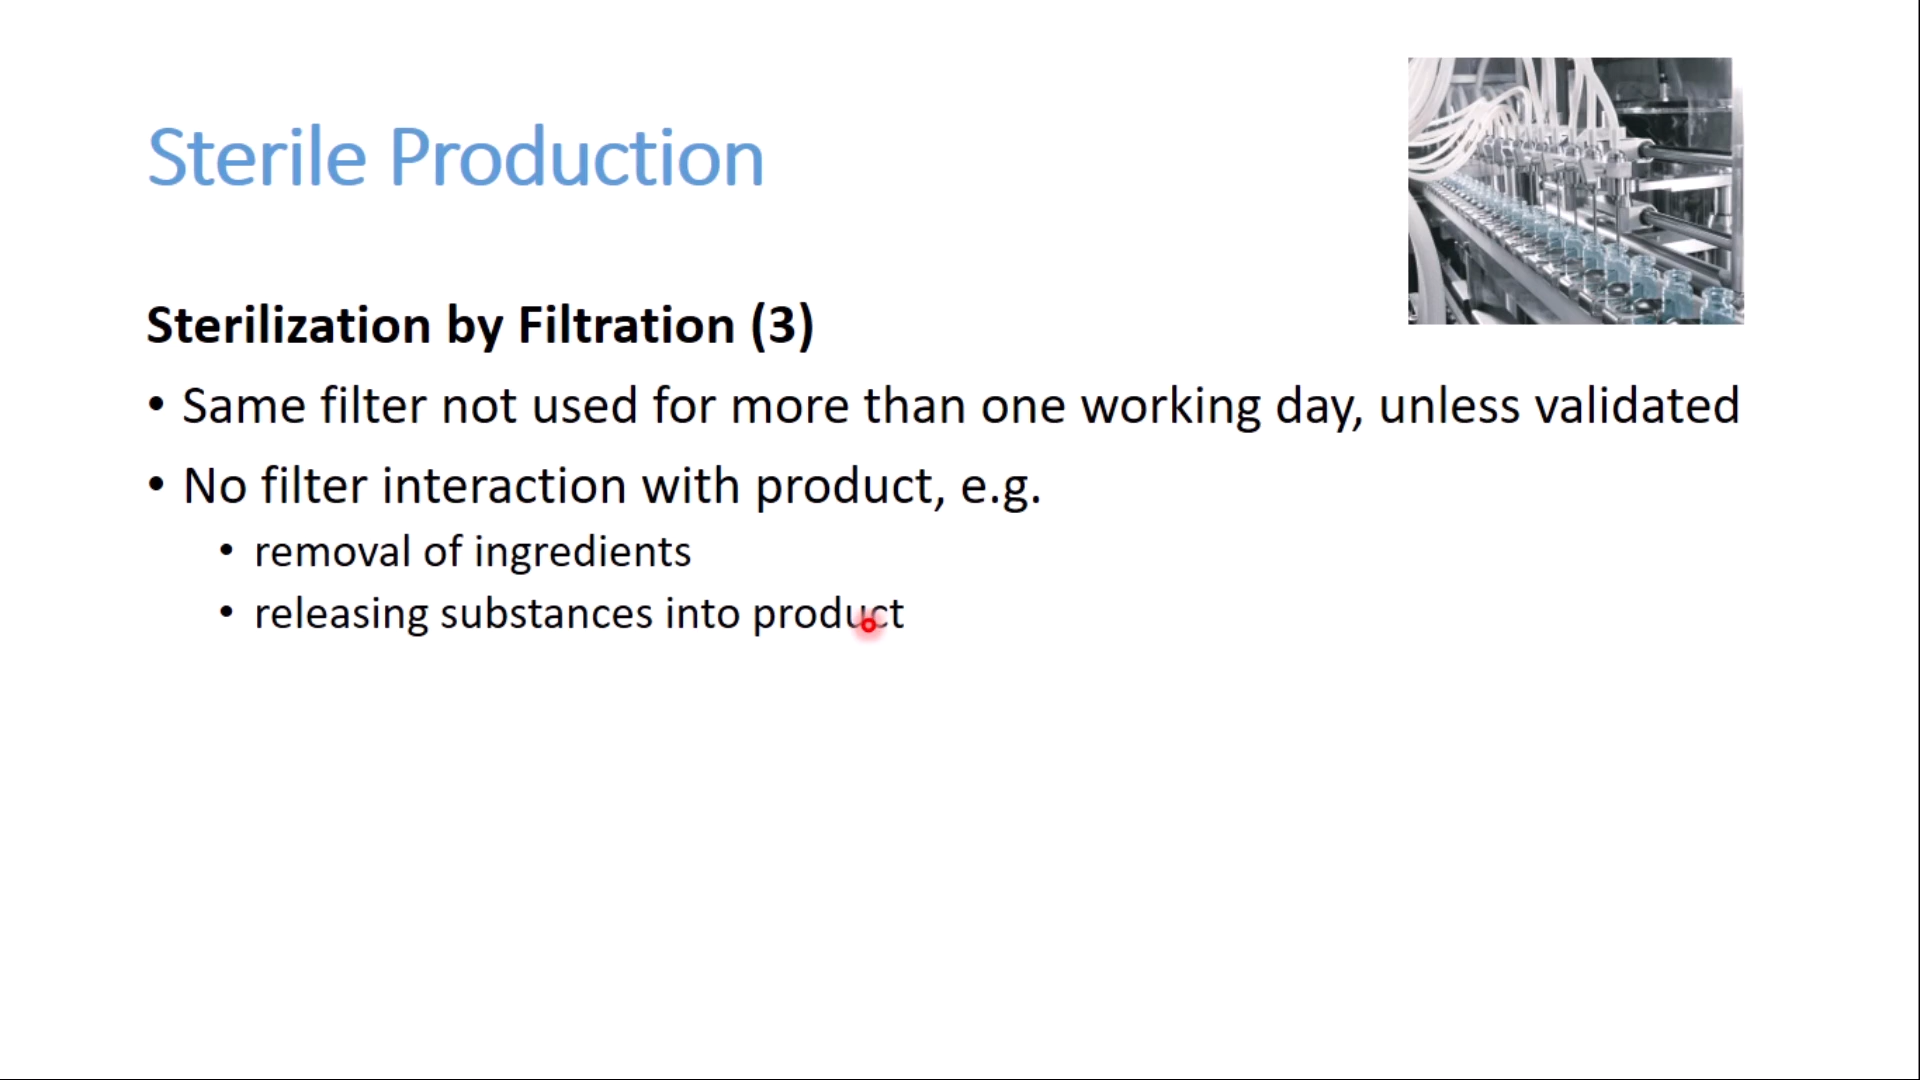 Sterile Production
Sterilization by Filtration (3)
• Same filter not used for more than one working day, unless validated
• No filter interaction with product, e.g.
• removal of ingredients
• releasing substances into product